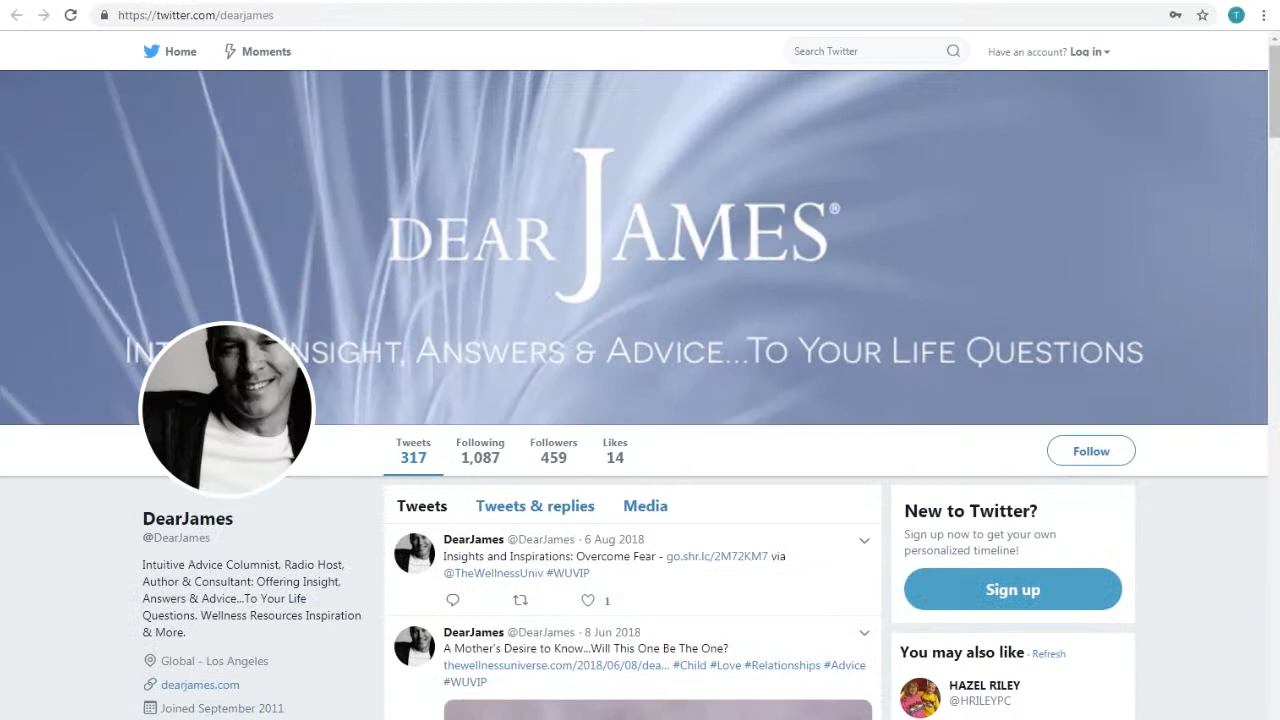 https://twitter.com/dearjames
Home
Moments
Search Twitter
Have an account? Log in
DEAR JAMES®
INSIGHT, ANSWERS & ADVICE...TO YOUR LIFE QUESTIONS
Tweets
317
Following
1,087
Followers
459
Likes
14
Follow
DearJames
@DearJames
Intuitive Advice Columnist, Radio Host,
Author & Consultant: Offering Insight,
Answers & Advice...To Your Life
Questions. Wellness Resources Inspiration
& More.
Global - Los Angeles
dearjames.com
Joined September 2011
Tweets
Tweets & replies
Media
DearJames @DearJames · 6 Aug 2018
Insights and Inspirations: Overcome Fear - go.shr.lc/2M72KM7 via
@TheWellnessUniv #WUVIP
1
DearJames @DearJames · 8 Jun 2018
A Mother's Desire to Know...Will This One Be The One?
thewellnessuniverse.com/2018/06/08/dea... #Child #Love #Relationships #Advice
#WUVIP
New to Twitter?
Sign up now to get your own
personalized timeline!
Sign up
You may also like · Refresh
HAZEL RILEY
@HRILEYPC
T